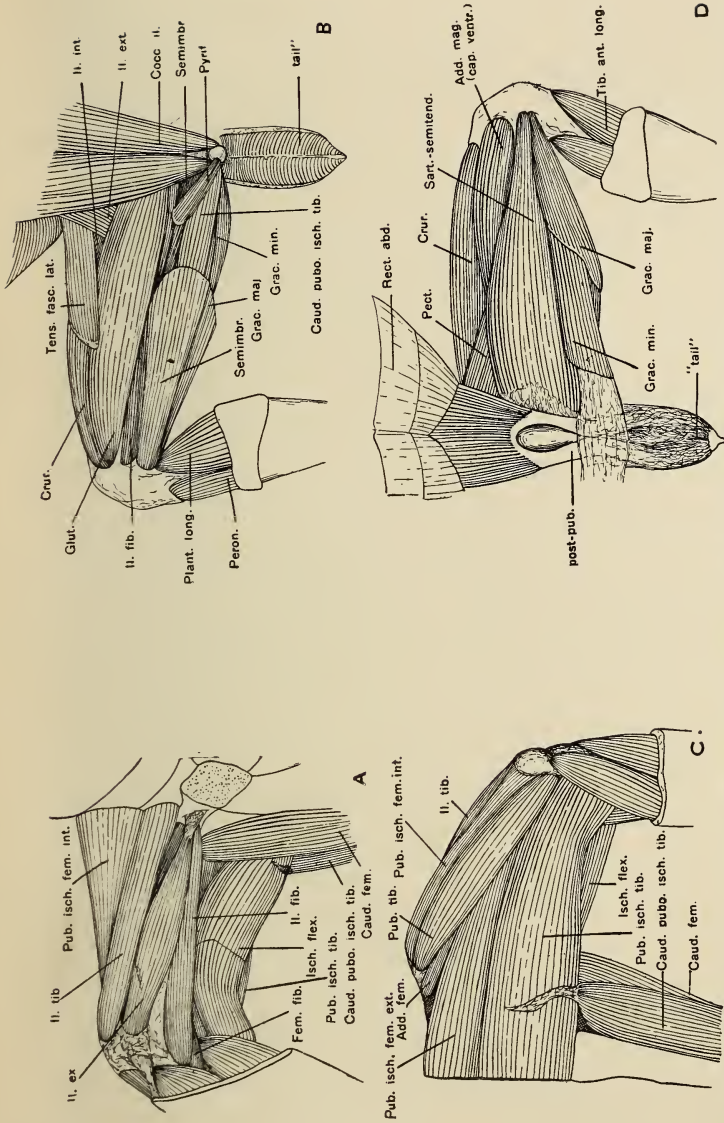 Il. ex
Il. tib
Pub. isch. fem. int.
A
Fem. fib.
Isch. flex.
Pub. isch. tib.
Caud. pubo. isch. tib.
Il. fib.
Caud. fem.
Crur.
Tens. fasc. lat.
Il. int.
Il. ext
Cocc il.
Semimbr
Pyrif
B
Glut.
Il. fib.
Plant. long.
Peron.
Semimbr.
Grac. maj
Grac. min.
Caud. pubo. isch. tib.
tail"
Pub. isch. fem. ext.
Add. fem.
Pub. tib.
Pub. isch. fem. int.
Il. tib.
C.
Isch. flex.
Pub. isch. tib.
Caud. pubo. isch. tib.
Caud. fem.
Rect. abd.
Pect.
Crur.
Sart.-semitend.
Add. mag.
(cap. ventr.)
D
Tib. ant. long.
Grac. maj.
Grac. min.
"tail"
post-pub.